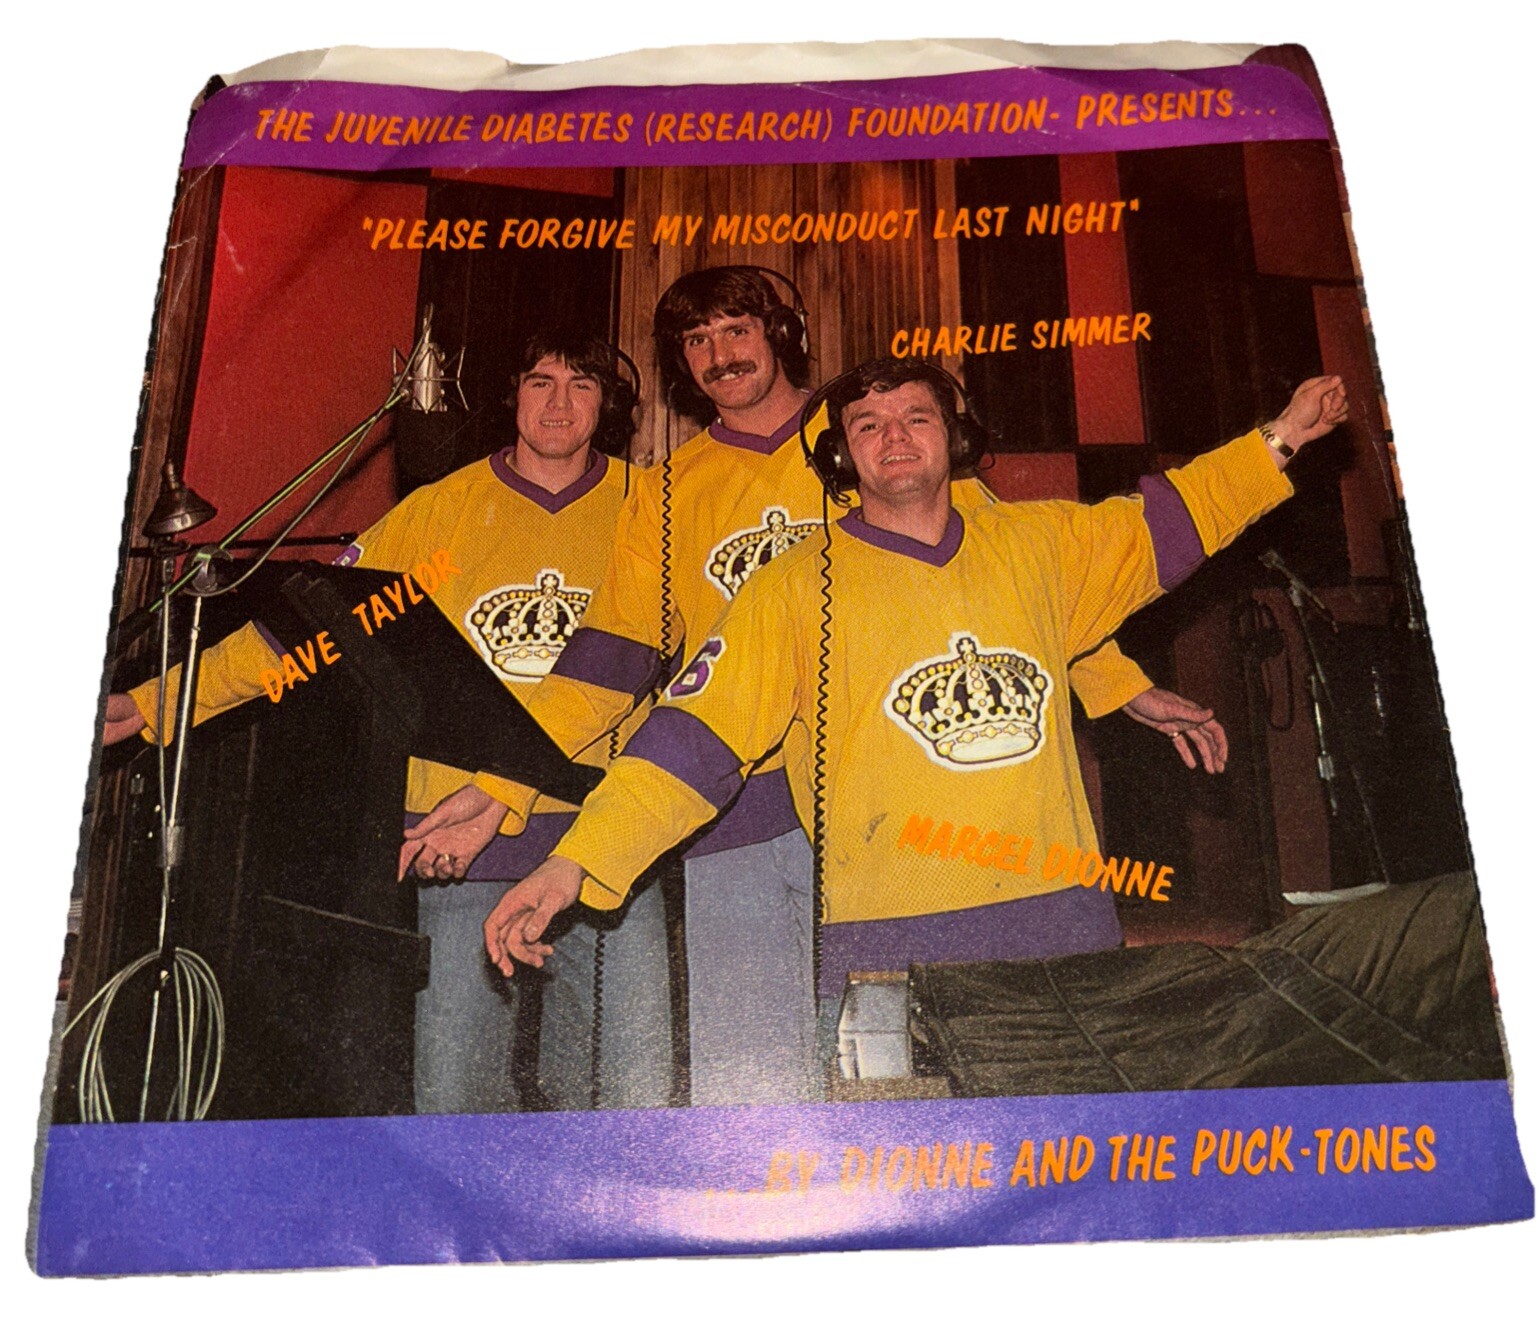 THE JUVENILE DIABETES (RESEARCH) FOUNDATION- PRESENTS...
"PLEASE FORGIVE MY MISCONDUCT LAST NIGHT"
CHARLIE SIMMER
DAVE TAYLOR
6
MARCEL DIONNE
...BY DIONNE AND THE PUCK-TONES